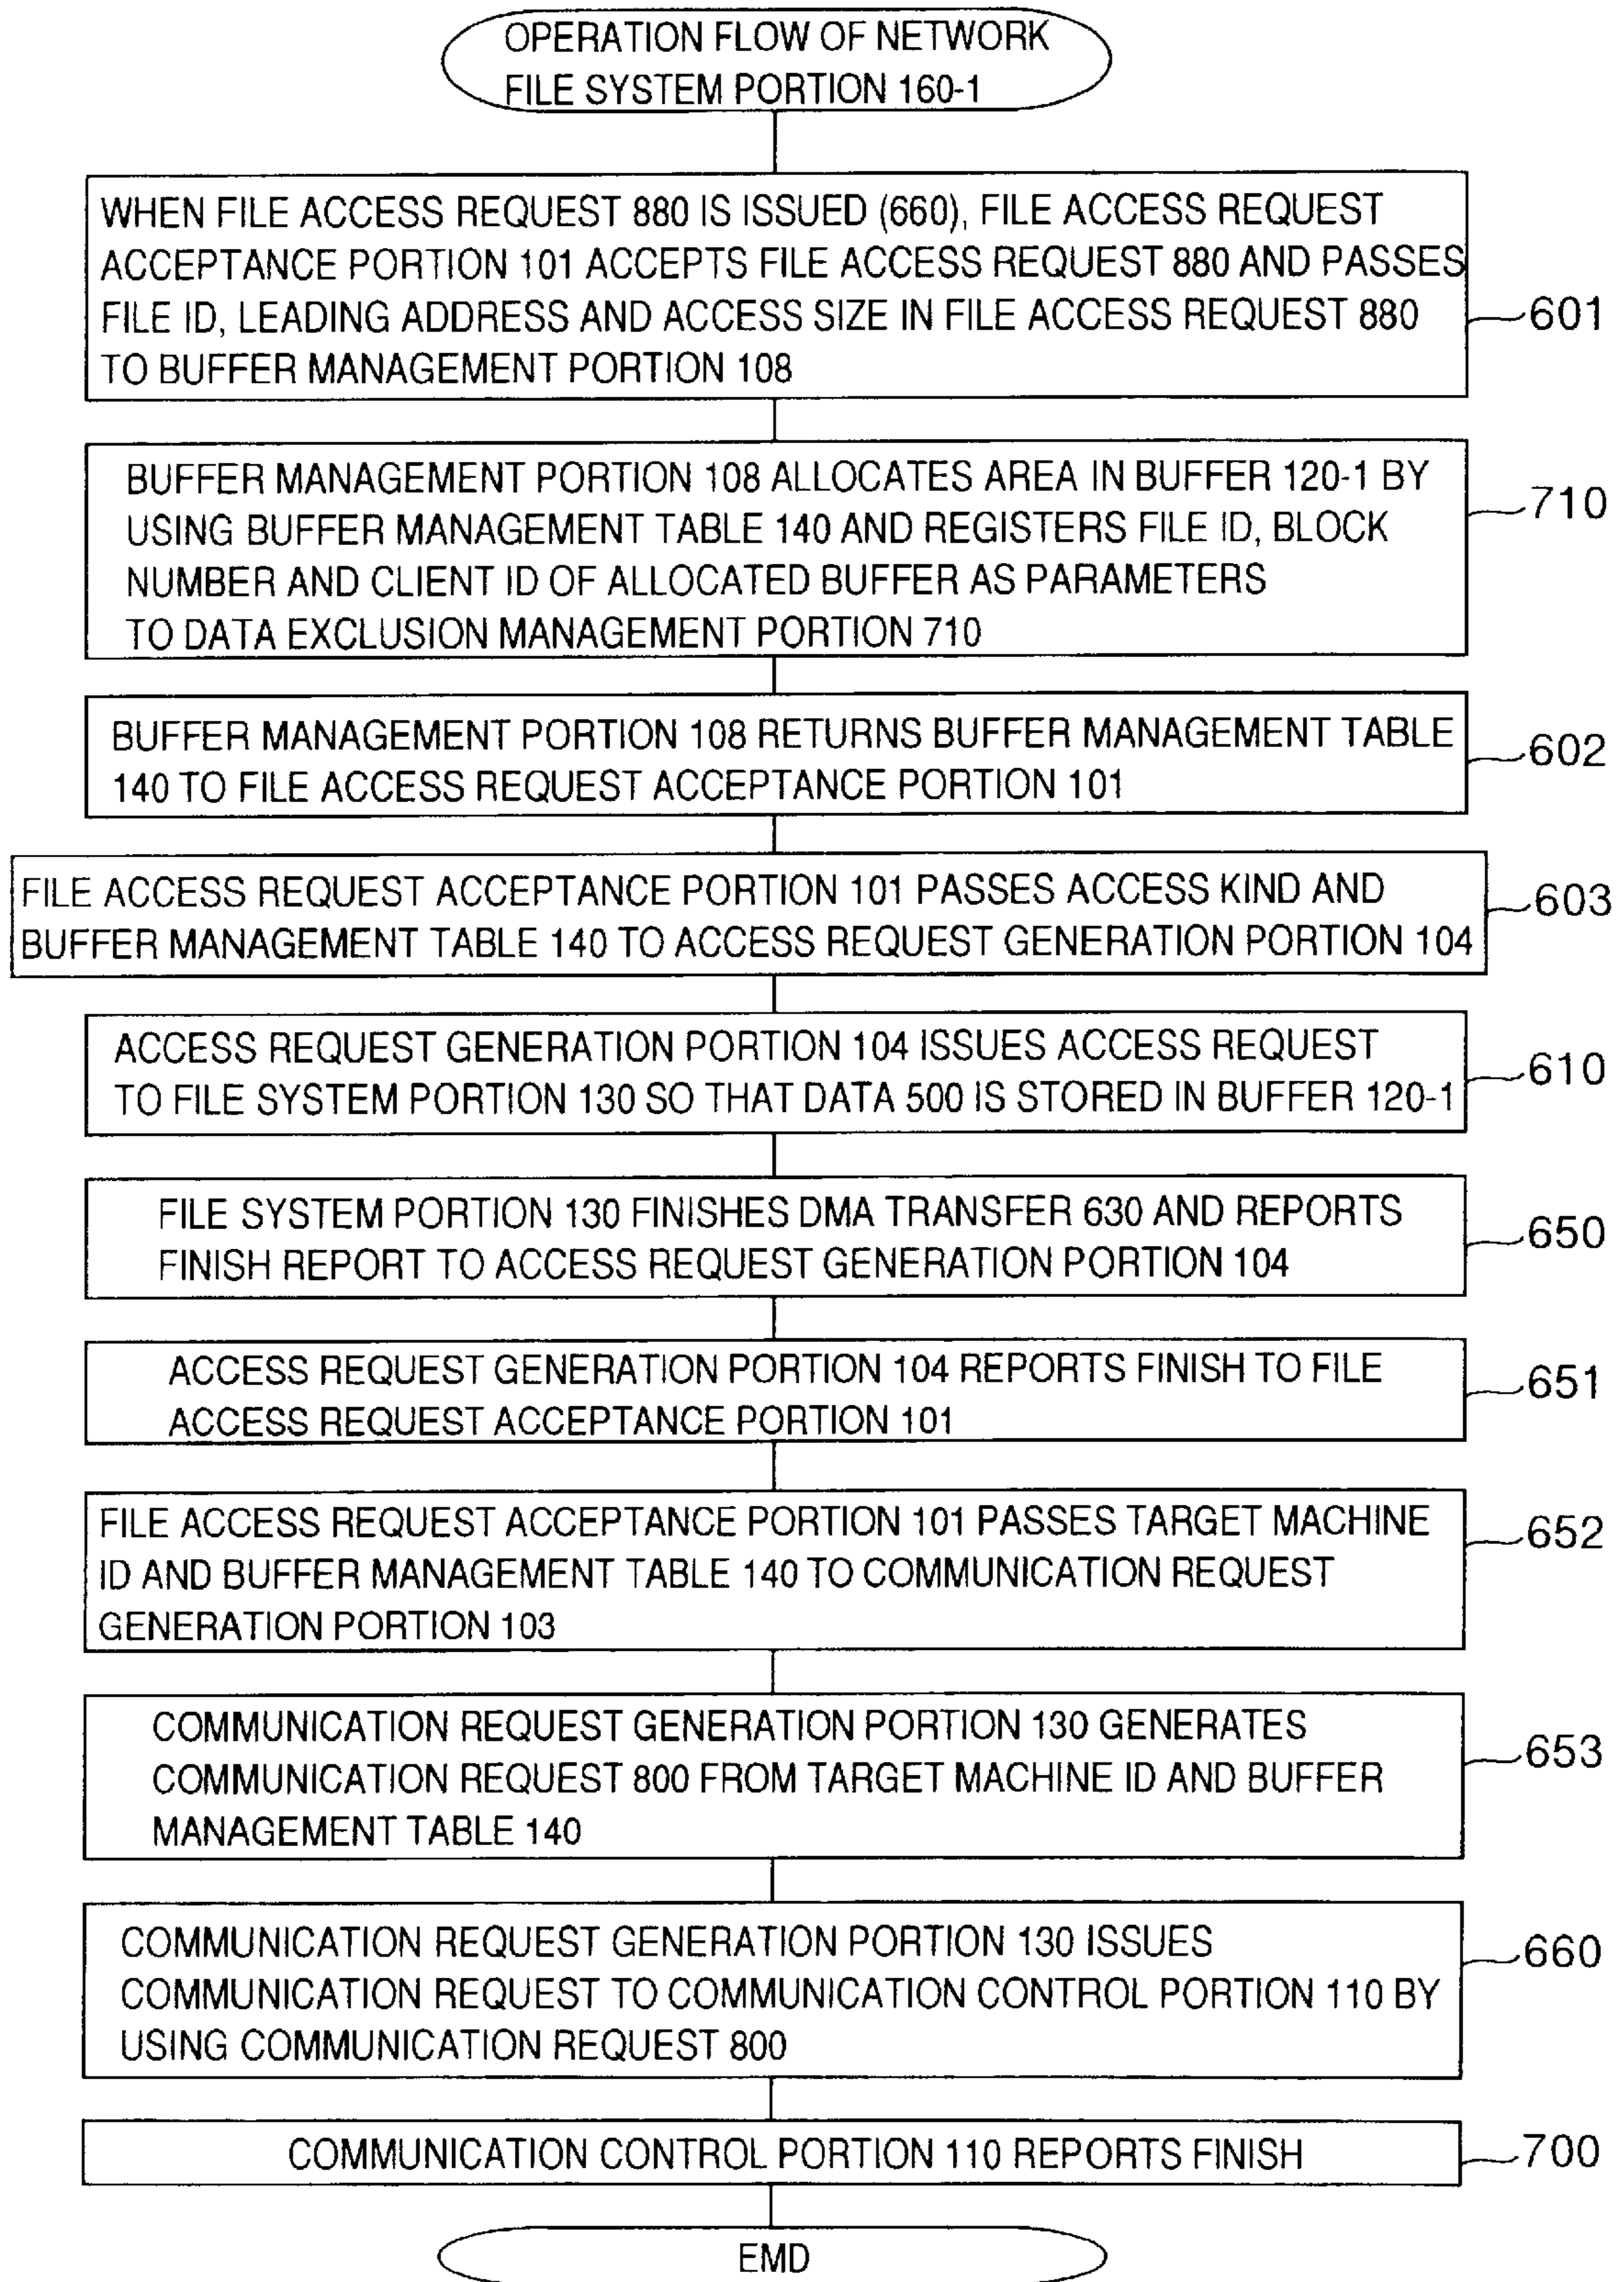 OPERATION FLOW OF NETWORK
FILE SYSTEM PORTION 160-1
WHEN FILE ACCESS REQUEST 880 IS ISSUED (660), FILE ACCESS REQUEST
ACCEPTANCE PORTION 101 ACCEPTS FILE ACCESS REQUEST 880 AND PASSES
FILE ID, LEADING ADDRESS AND ACCESS SIZE IN FILE ACCESS REQUEST 880
TO BUFFER MANAGEMENT PORTION 108
601
BUFFER MANAGEMENT PORTION 108 ALLOCATES AREA IN BUFFER 120-1 BY
USING BUFFER MANAGEMENT TABLE 140 AND REGISTERS FILE ID, BLOCK
NUMBER AND CLIENT ID OF ALLOCATED BUFFER AS PARAMETERS
TO DATA EXCLUSION MANAGEMENT PORTION 710
710
BUFFER MANAGEMENT PORTION 108 RETURNS BUFFER MANAGEMENT TABLE
140 TO FILE ACCESS REQUEST ACCEPTANCE PORTION 101
602
FILE ACCESS REQUEST ACCEPTANCE PORTION 101 PASSES ACCESS KIND AND
BUFFER MANAGEMENT TABLE 140 TO ACCESS REQUEST GENERATION PORTION 104
603
ACCESS REQUEST GENERATION PORTION 104 ISSUES ACCESS REQUEST
TO FILE SYSTEM PORTION 130 SO THAT DATA 500 IS STORED IN BUFFER 120-1
610
FILE SYSTEM PORTION 130 FINISHES DMA TRANSFER 630 AND REPORTS
FINISH REPORT TO ACCESS REQUEST GENERATION PORTION 104
650
ACCESS REQUEST GENERATION PORTION 104 REPORTS FINISH TO FILE
ACCESS REQUEST ACCEPTANCE PORTION 101
651
FILE ACCESS REQUEST ACCEPTANCE PORTION 101 PASSES TARGET MACHINE
ID AND BUFFER MANAGEMENT TABLE 140 TO COMMUNICATION REQUEST
GENERATION PORTION 103
652
COMMUNICATION REQUEST GENERATION PORTION 130 GENERATES
COMMUNICATION REQUEST 800 FROM TARGET MACHINE ID AND BUFFER
MANAGEMENT TABLE 140
653
COMMUNICATION REQUEST GENERATION PORTION 130 ISSUES
COMMUNICATION REQUEST TO COMMUNICATION CONTROL PORTION 110 BY
USING COMMUNICATION REQUEST 800
660
COMMUNICATION CONTROL PORTION 110 REPORTS FINISH
700
EMD